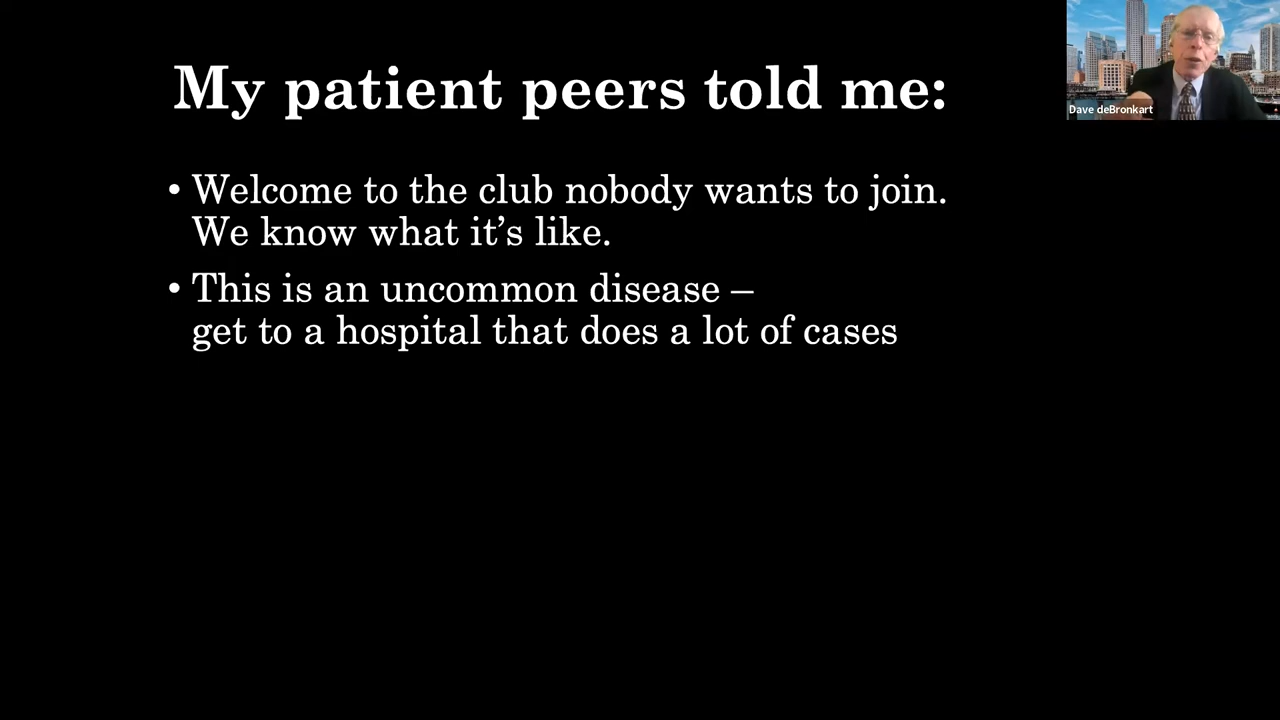 My patient peers told me:
• Welcome to the club nobody wants to join.
We know what it’s like.
• This is an uncommon disease –
get to a hospital that does a lot of cases
Dave deBronkart